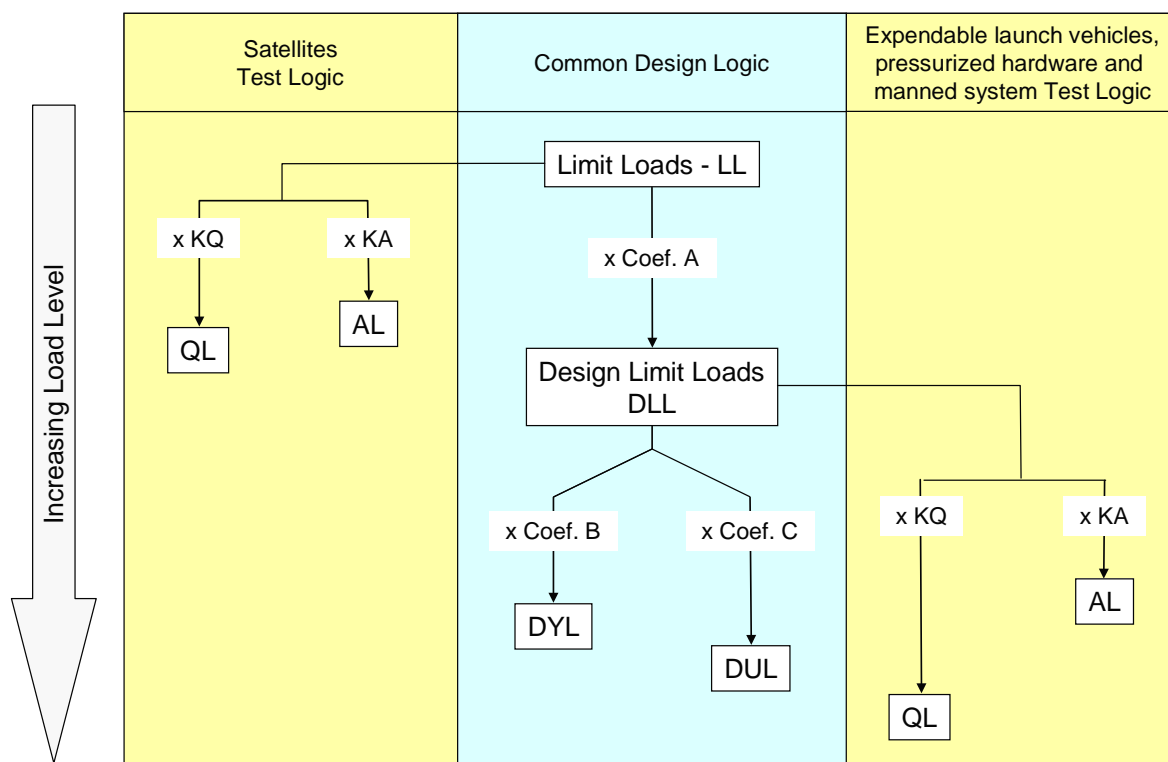 Satellites
Test Logic
Common Design Logic
Expendable launch vehicles,
pressurized hardware and
manned system Test Logic
Increasing Load Level
Limit Loads - LL
x KQ
x KA
x Coef. A
AL
QL
Design Limit Loads
DLL
x Coef. B
x Coef. C
x KQ
x KA
DYL
DUL
AL
QL